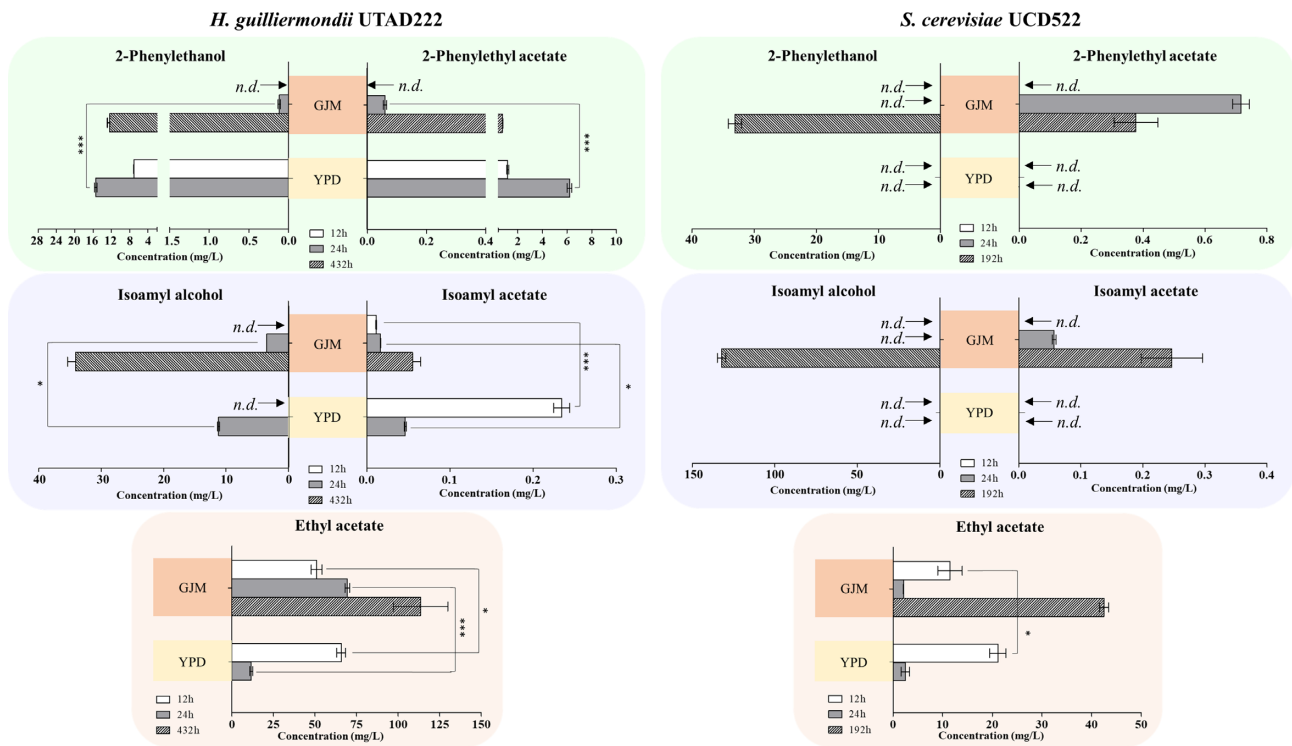 H. guilliermondii UTAD222
S. cerevisiae UCD522
2-Phenylethanol 2-Phenylethyl acetate
n.d. n.d.
GJM
***
***
YPD
12h
24h
432h
28 24 20 16 12 8 4 1.5 1.0 0.5 0.0 0.0 0.2 0.4 2 4 6 8 10
Concentration (mg/L) Concentration (mg/L)
2-Phenylethanol 2-Phenylethyl acetate
n.d. n.d.
n.d.
GJM
YPD
n.d. n.d.
n.d. n.d.
12h
24h
192h
40 30 20 10 0 0.0 0.2 0.4 0.6 0.8
Concentration (mg/L) Concentration (mg/L)
Isoamyl alcohol Isoamyl acetate
n.d.
GJM
*
***
*
n.d.
YPD
12h
24h
432h
40 20 0 0.0 0.1 0.2 0.3
Concentration (mg/L) Concentration (mg/L)
Isoamyl alcohol Isoamyl acetate
n.d. n.d.
n.d.
GJM
YPD
n.d. n.d.
n.d. n.d.
12h
24h
192h
150 100 50 0 0.0 0.1 0.2 0.3 0.4
Concentration (mg/L) Concentration (mg/L)
Ethyl acetate
GJM
*
***
YPD
12h
24h
432h
0 25 50 75 100 125 150
Concentration (mg/L)
Ethyl acetate
GJM
*
YPD
12h
24h
192h
0 10 20 30 40 50
Concentration (mg/L)